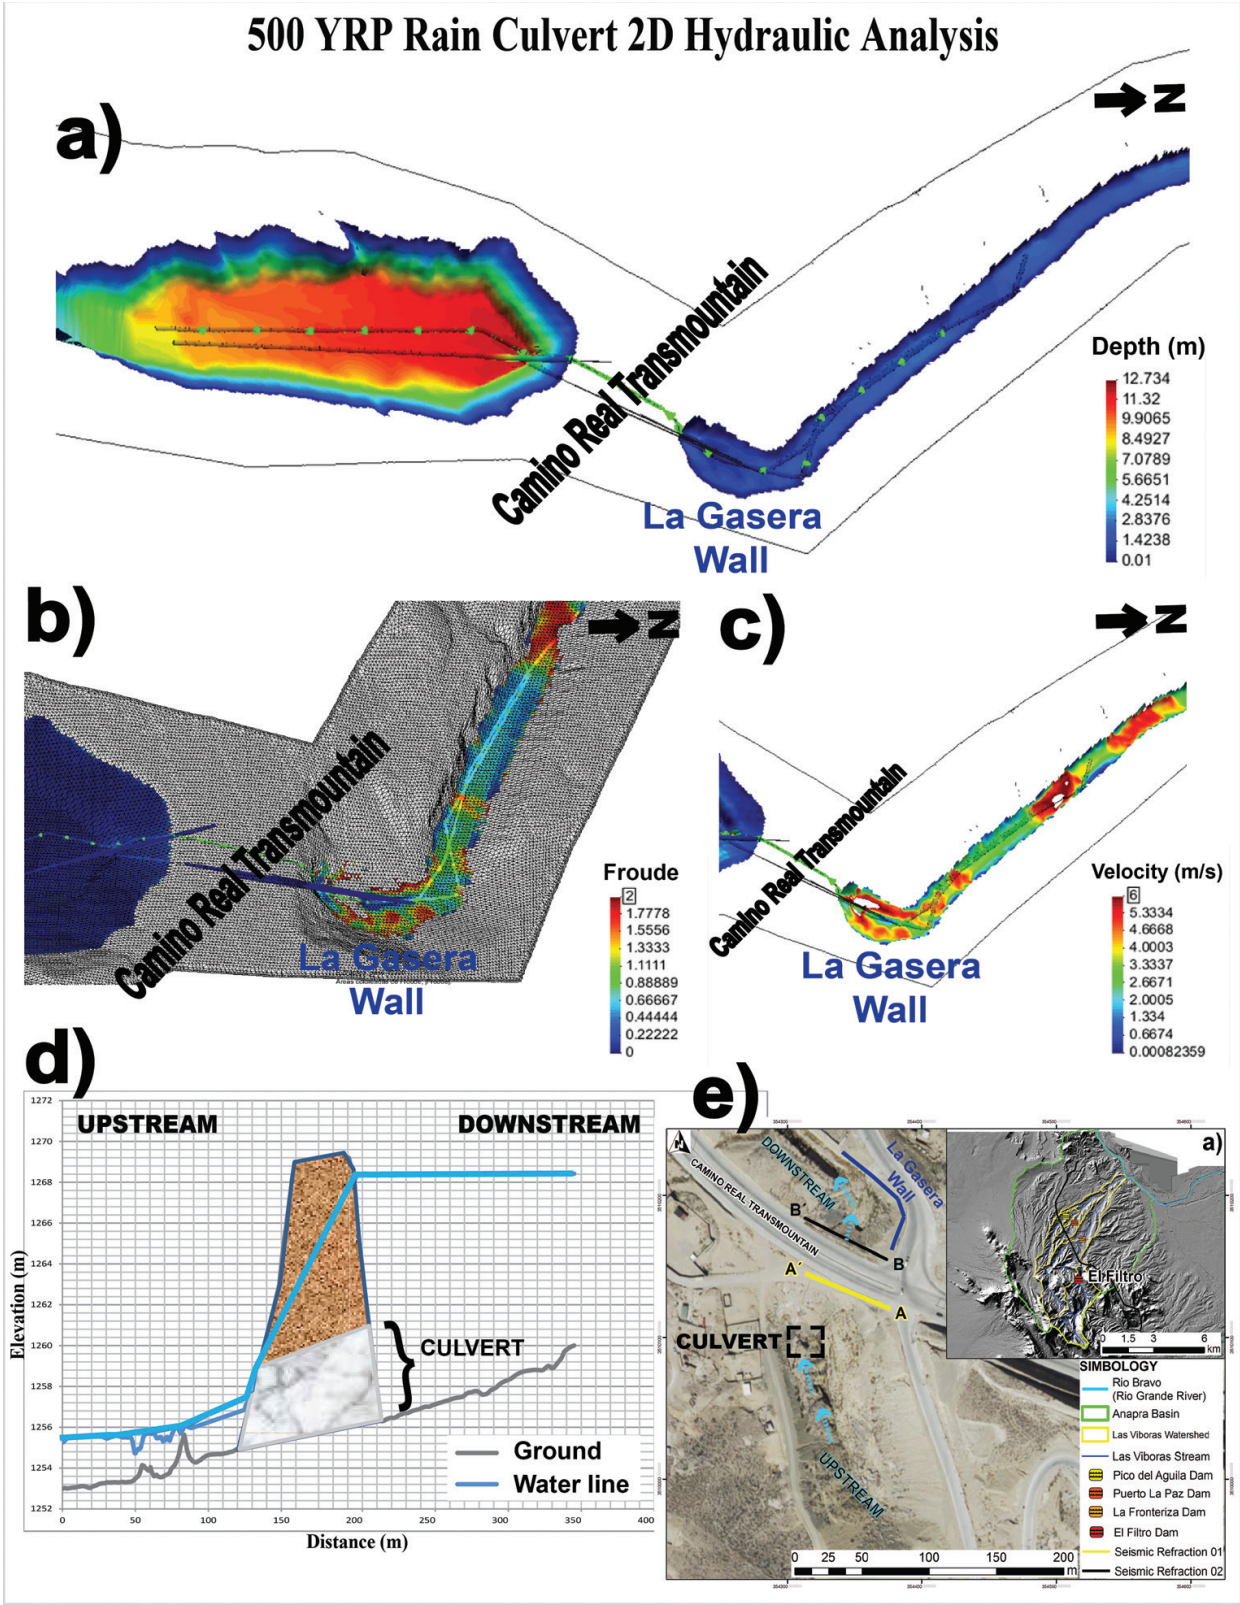 500 YRP Rain Culvert 2D Hydraulic Analysis
a)
N
Camino Real Transmountain
La Gasera
Wall
Depth (m)
12.734
11.32
9.9065
8.4927
7.0789
5.6651
4.2514
2.8376
1.4238
0.01
b)
N
Camino Real Transmountain
La Gasera
Wall
Froude
2
1.7778
1.5556
1.3333
1.1111
0.88889
0.66667
0.44444
0.22222
0
c)
N
Camino Real Transmountain
La Gasera
Wall
Velocity (m/s)
6
5.3334
4.6668
4.0003
3.3337
2.6671
2.0005
1.334
0.6674
0.00082359
d)
UPSTREAM
DOWNSTREAM
Elevation (m)
1272
1270
1268
1266
1264
1262
1260
1258
1256
1254
1252
CULVERT
Ground
Water line
0 50 100 150 200 250 300 350 400
Distance (m)
e)
N
CAMINO REAL TRANSMOUNTAIN
DOWNSTREAM
La Gasera
Wall
B´
B
A´
A
CULVERT
UPSTREAM
0 25 50 100 150 200
m
a)
El Filtro
0 1.5 3 6
km
SIMBOLOGY
Rio Bravo
(Rio Grande River)
Anapra Basin
Las Viboras Watershed
Las Viboras Stream
Pico del Aguila Dam
Puerto La Paz Dam
La Fronteriza Dam
El Filtro Dam
Seismic Refraction 01
Seismic Refraction 02